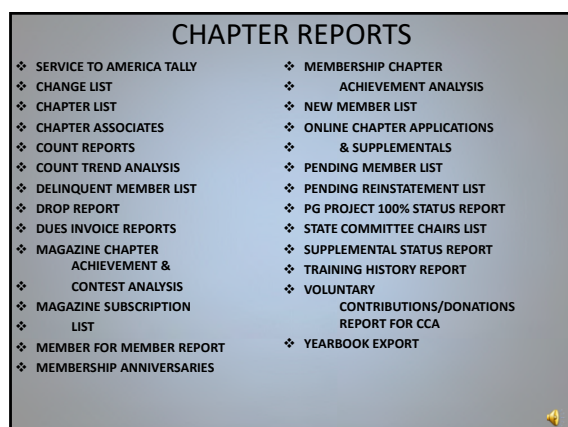 CHAPTER REPORTS
❖ SERVICE TO AMERICA TALLY
❖ CHANGE LIST
❖ CHAPTER LIST
❖ CHAPTER ASSOCIATES
❖ COUNT REPORTS
❖ COUNT TREND ANALYSIS
❖ DELINQUENT MEMBER LIST
❖ DROP REPORT
❖ DUES INVOICE REPORTS
❖ MAGAZINE CHAPTER
ACHIEVEMENT &
❖ CONTEST ANALYSIS
❖ MAGAZINE SUBSCRIPTION
❖ LIST
❖ MEMBER FOR MEMBER REPORT
❖ MEMBERSHIP ANNIVERSARIES
❖ MEMBERSHIP CHAPTER
❖ ACHIEVEMENT ANALYSIS
❖ NEW MEMBER LIST
❖ ONLINE CHAPTER APPLICATIONS
❖ & SUPPLEMENTALS
❖ PENDING MEMBER LIST
❖ PENDING REINSTATEMENT LIST
❖ PG PROJECT 100% STATUS REPORT
❖ STATE COMMITTEE CHAIRS LIST
❖ SUPPLEMENTAL STATUS REPORT
❖ TRAINING HISTORY REPORT
❖ VOLUNTARY
CONTRIBUTIONS/DONATIONS
REPORT FOR CCA
❖ YEARBOOK EXPORT